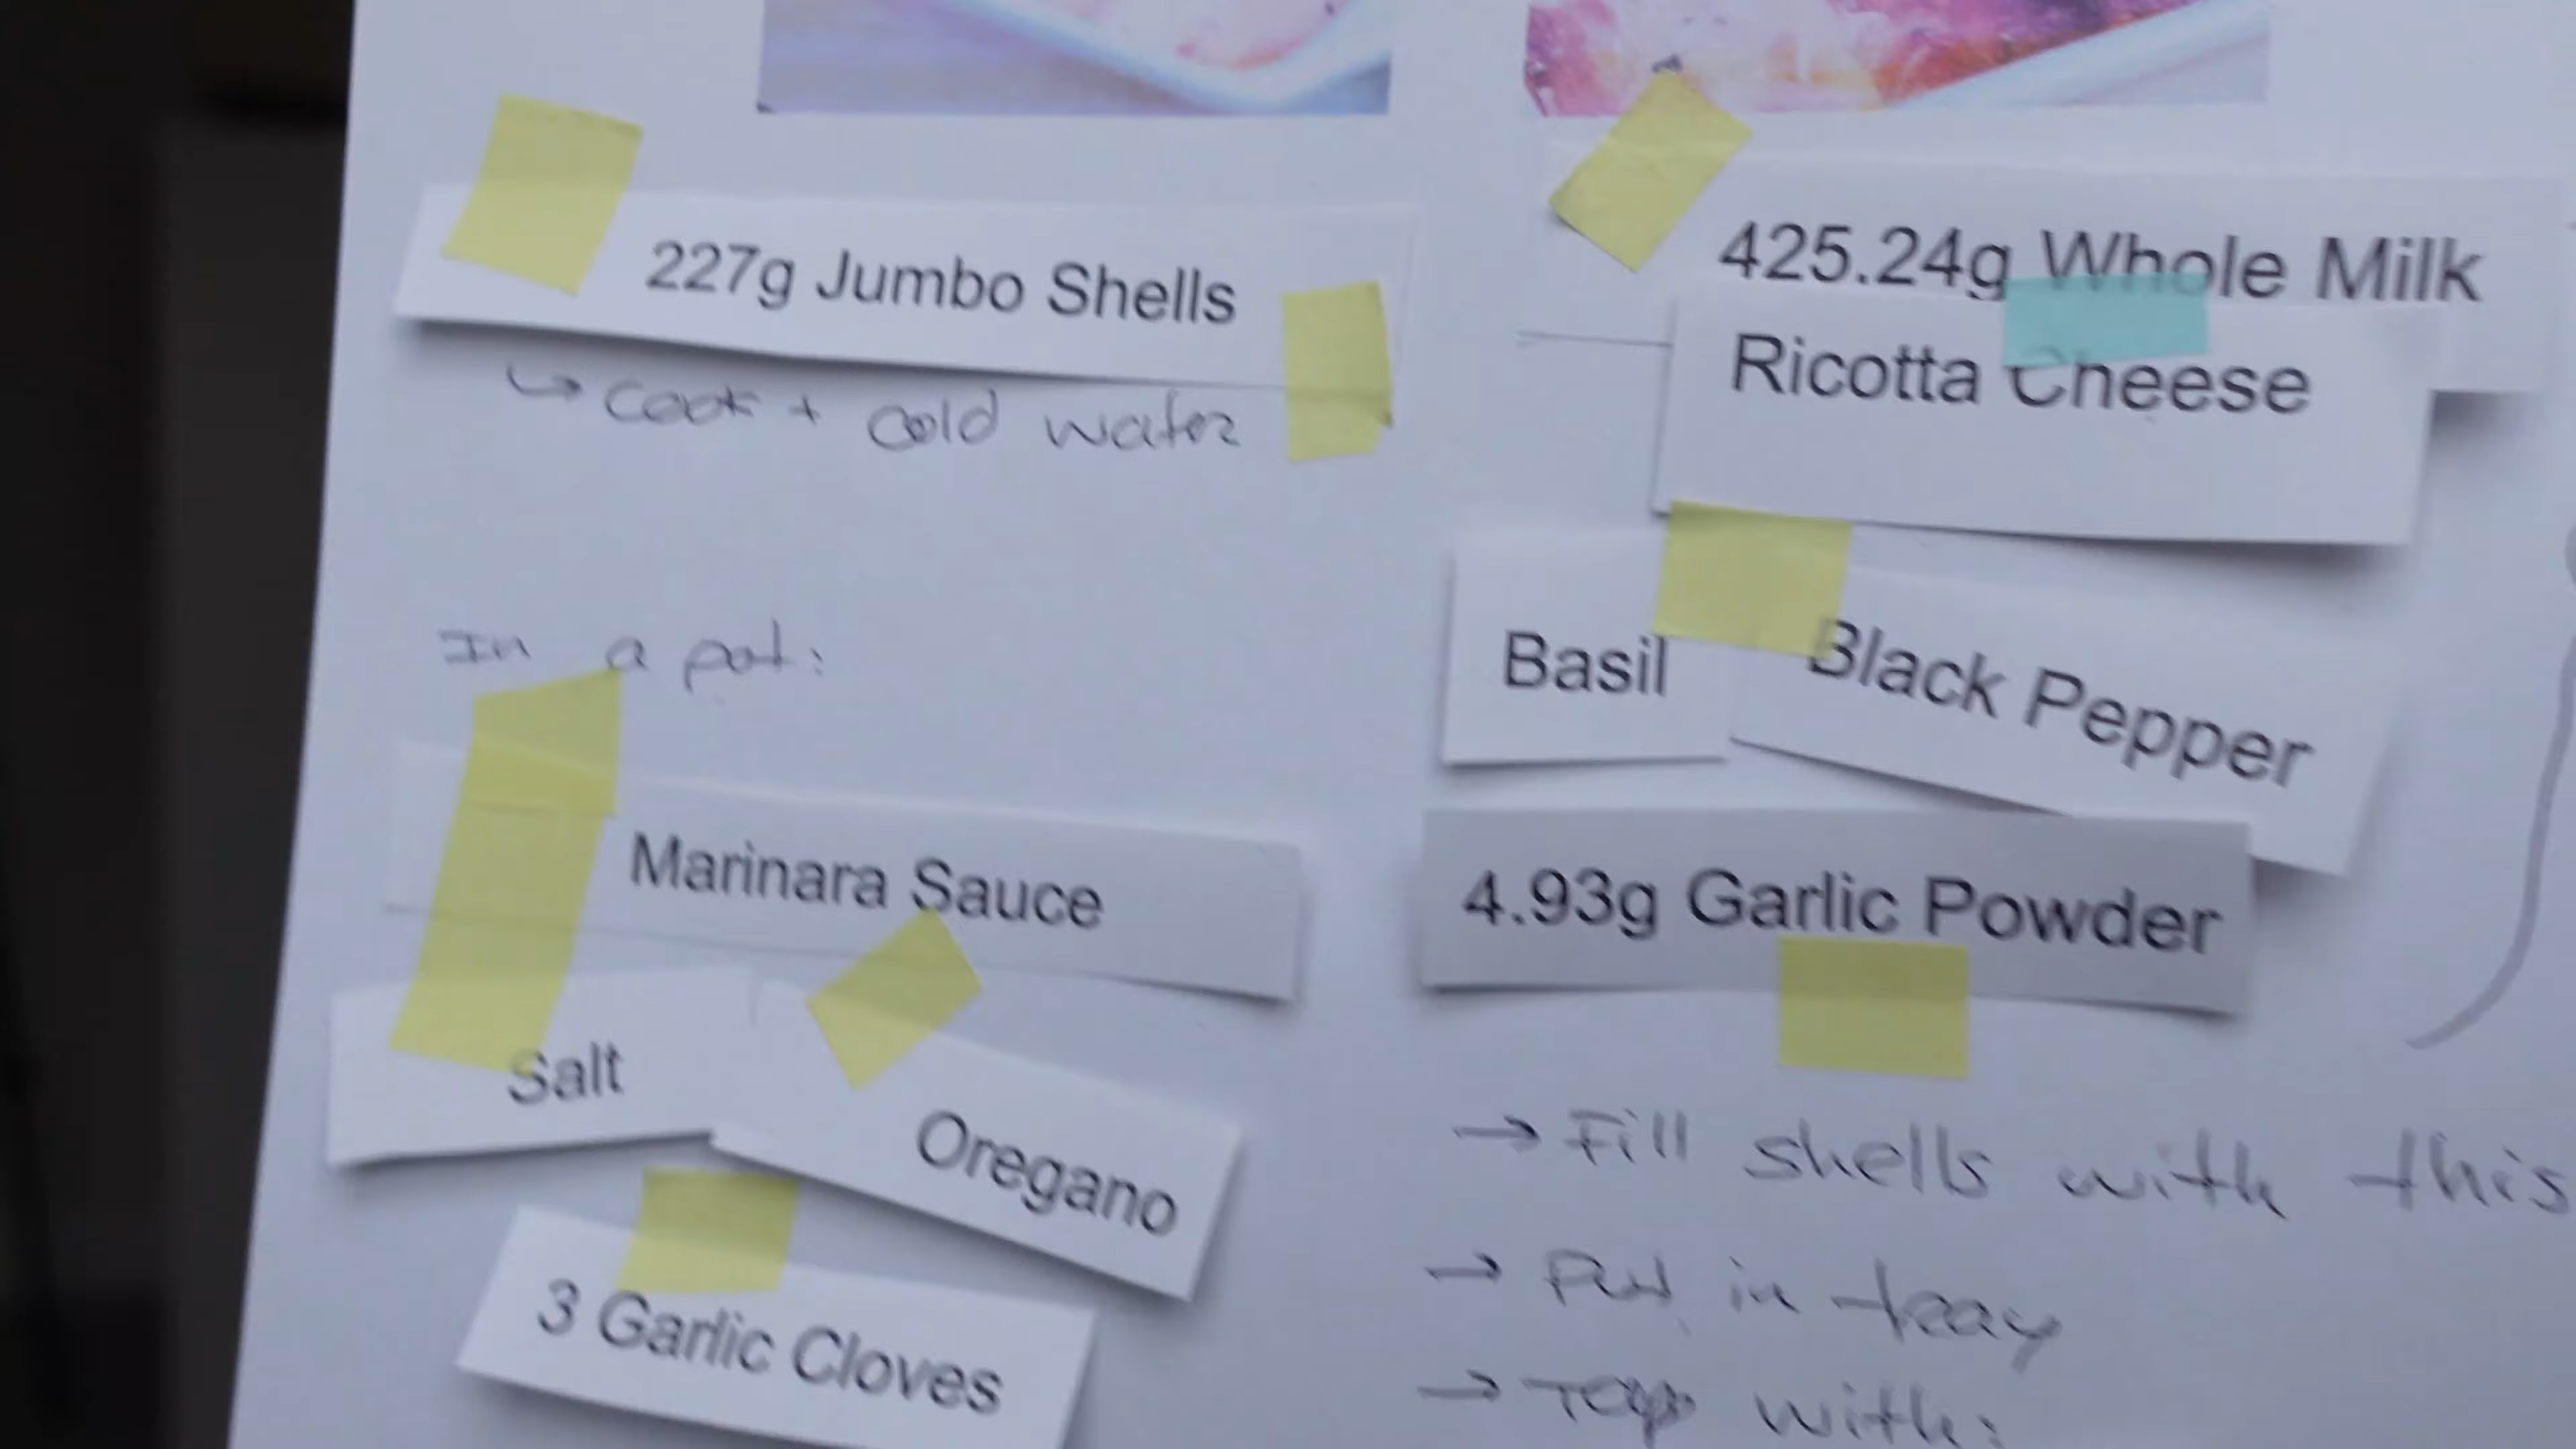 227g Jumbo Shells
↳ cook + cold water
In a pot:
Marinara Sauce
Salt
Oregano
3 Garlic Cloves
425.24g Whole Milk
Ricotta Cheese
Basil
Black Pepper
4.93g Garlic Powder
→ Fill shells with this
→ Put in tray
→ Top with: